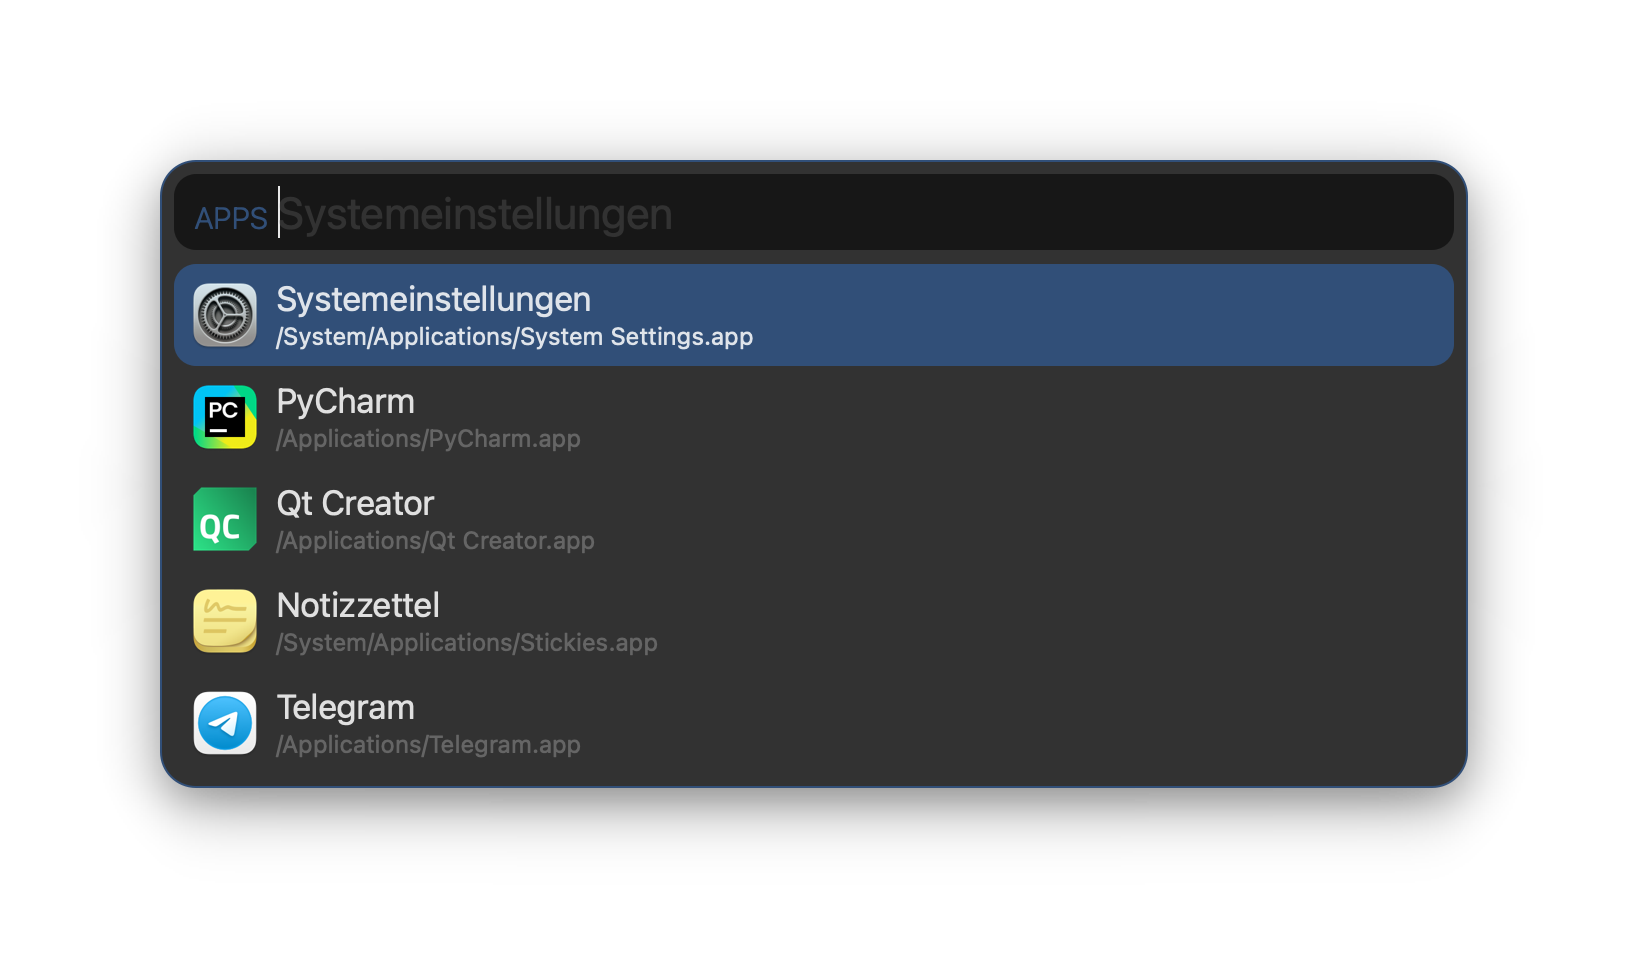 APPS Systemeinstellungen
Systemeinstellungen
/System/Applications/System Settings.app
PC
PyCharm
/Applications/PyCharm.app
QC
Qt Creator
/Applications/Qt Creator.app
Notizzettel
/System/Applications/Stickies.app
Telegram
/Applications/Telegram.app